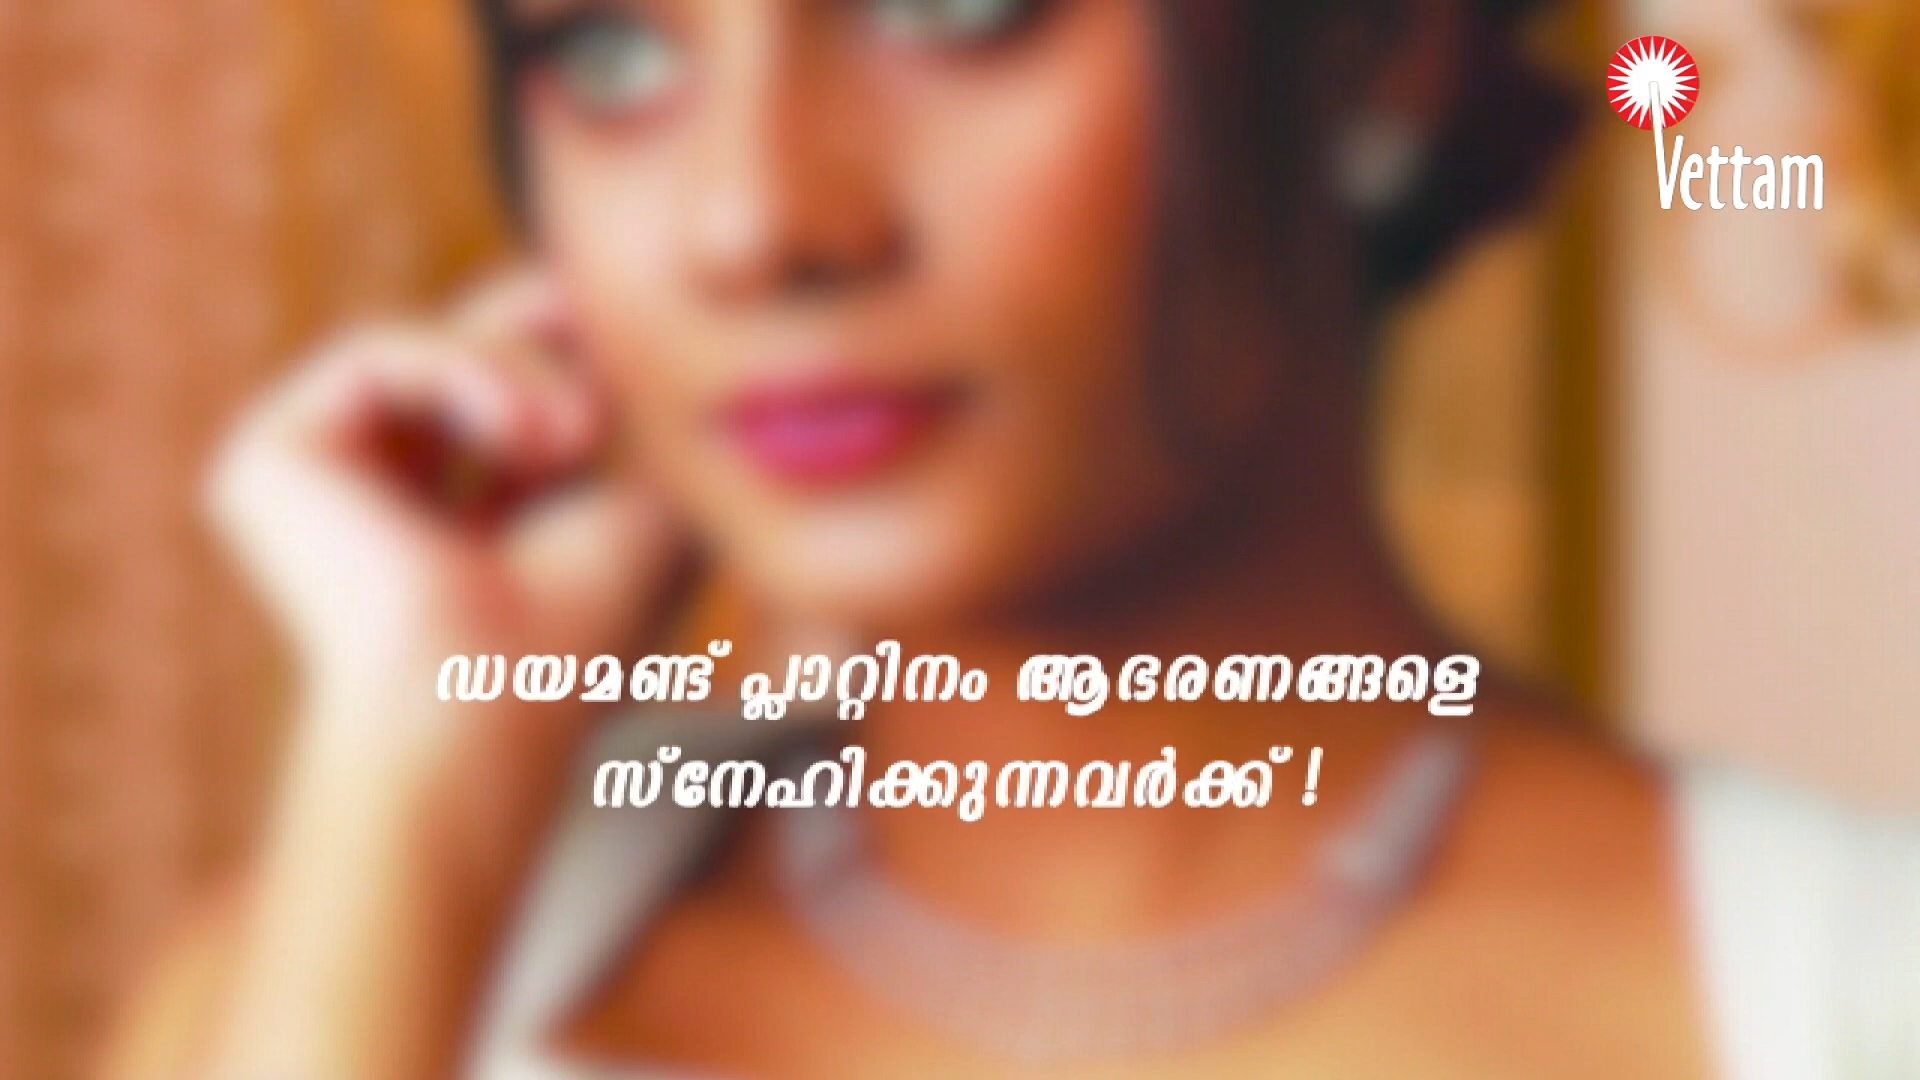 Vettam
ഡയമണ്ട് പ്ലാറ്റിനം ആഭരണങ്ങളെ
സ്നേഹിക്കുന്നവർക്ക് !